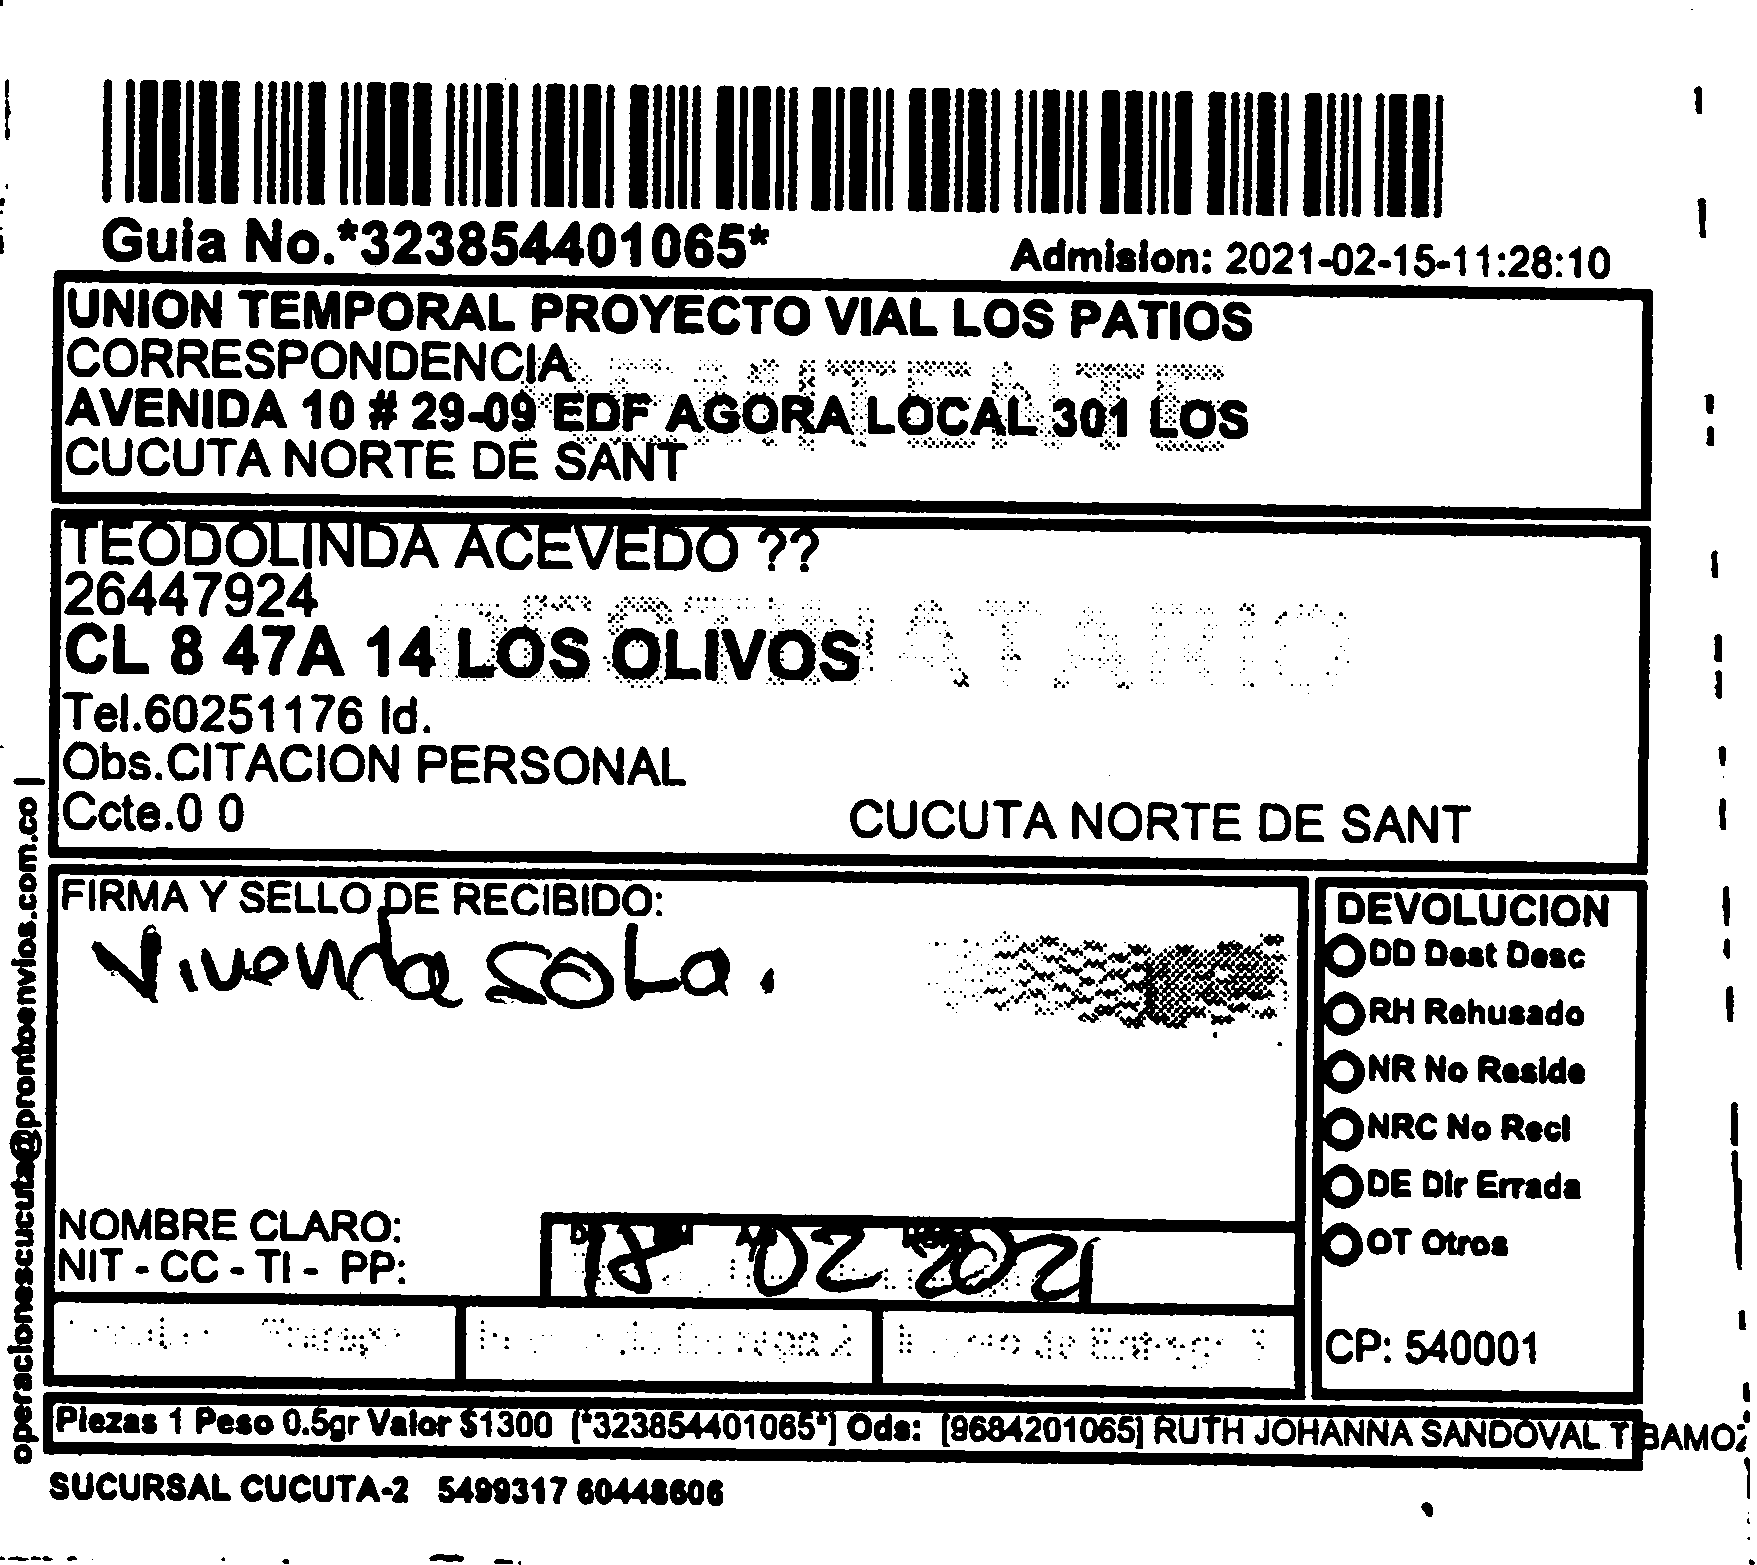 Guia No.*323854401065*
Admision: 2021-02-15-11:28:10
UNION TEMPORAL PROYECTO VIAL LOS PATIOS
CORRESPONDENCIA
REMITENTE
AVENIDA 10 # 29-09 EDF AGORA LOCAL 301 LOS
CUCUTA NORTE DE SANT
TEODOLINDA ACEVEDO ??
26447924
DESTINATARIO
CL 8 47A 14 LOS OLIVOS
Tel.60251176 Id.
Obs.CITACION PERSONAL
Ccte.0 0
CUCUTA NORTE DE SANT
operacionescucuta@prontoenvios.com.co |
FIRMA Y SELLO DE RECIBIDO:
Vivienda sola.
DEVOLUCION
DD Dest Desc
RH Rehusado
NR No Reside
NRC No Recl
DE Dir Errada
OT Otros
NOMBRE CLARO:
NIT - CC - TI - PP:
18 02 2021
CP: 540001
Piezas 1 Peso 0.5gr Valor $1300 [*323854401065*] Ods: [9684201065] RUTH JOHANNA SANDOVAL TIBAMOZ
SUCURSAL CUCUTA-2 5499317 60448606